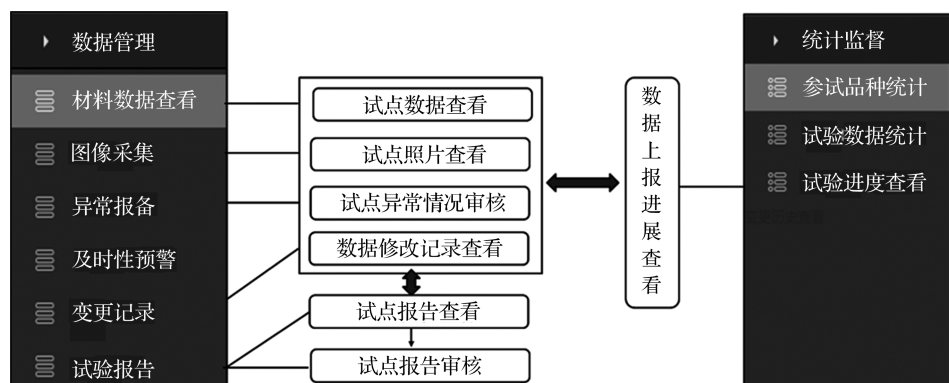 数据管理
材料数据查看
图像采集
异常报备
及时性预警
变更记录
试验报告
试点数据查看
试点照片查看
试点异常情况审核
数据修改记录查看
试点报告查看
试点报告审核
数据上报进展查看
统计监督
参试品种统计
试验数据统计
试验进度查看